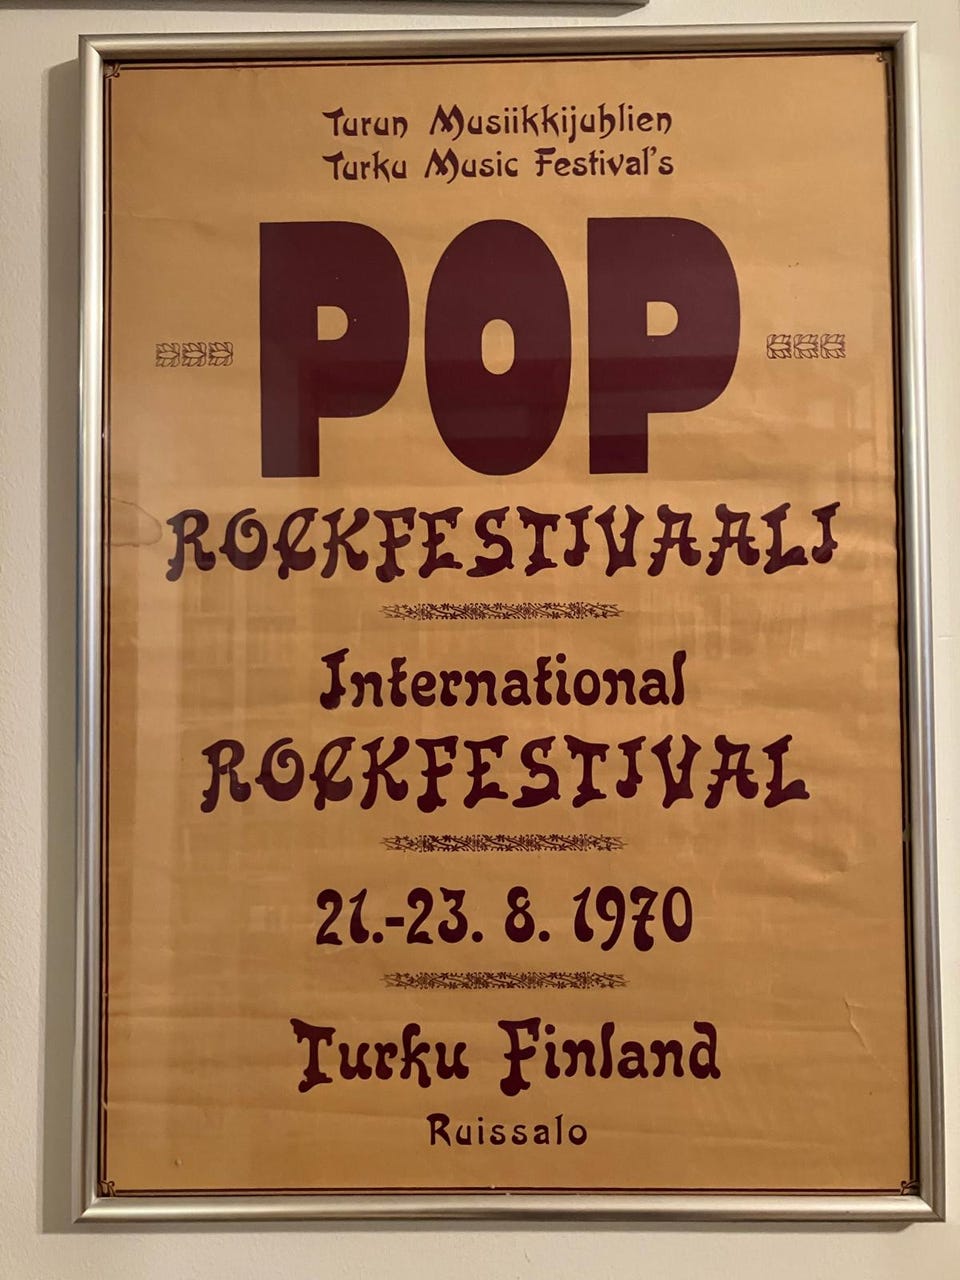 Turun Musiikkijuhlien
Turku Music Festival's
POP
ROCKFESTIVAALI
International
ROCKFESTIVAL
21.-23. 8. 1970
Turku Finland
Ruissalo